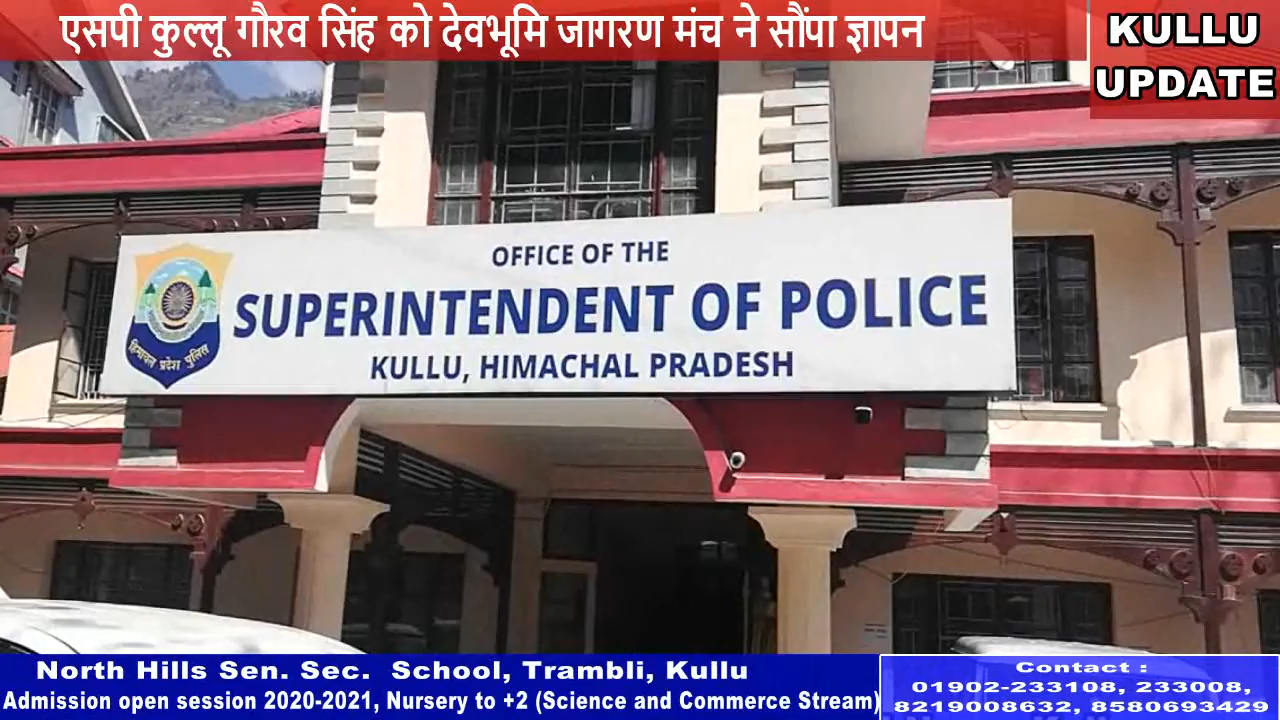 एसपी कुल्लू गौरव सिंह को देवभूमि जागरण मंच ने सौंपा ज्ञापन
KULLU
UPDATE
OFFICE OF THE
SUPERINTENDENT OF POLICE
KULLU, HIMACHAL PRADESH
हिमाचल प्रदेश पुलिस
North Hills Sen. Sec. School, Trambli, Kullu
Admission open session 2020-2021, Nursery to +2 (Science and Commerce Stream)
Contact :
01902-233108, 233008,
8219008632, 8580693429